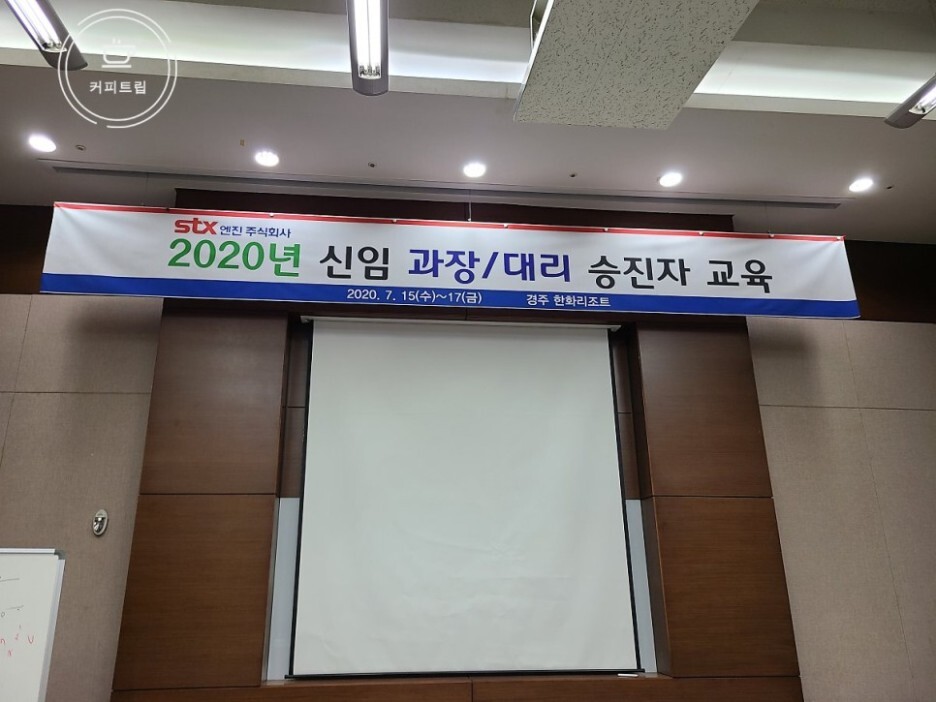 커피트립
stx 엔진 주식회사
2020년 신임 과장/대리 승진자 교육
2020. 7. 15(수)~17(금) 경주 한화리조트